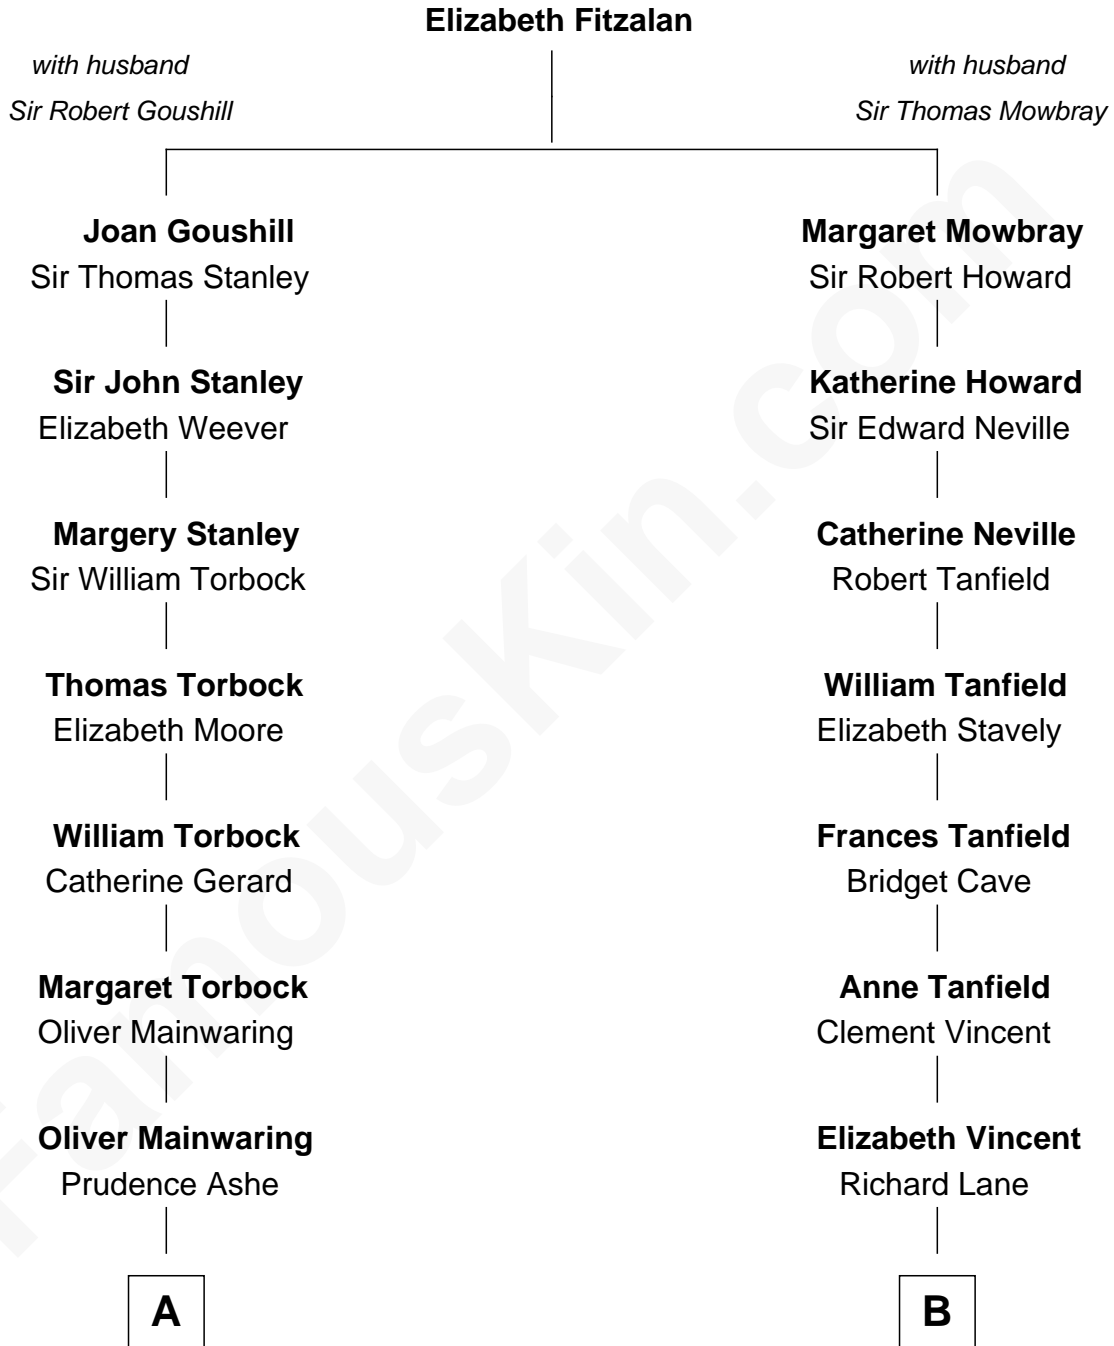 Elizabeth Fitzalan
with husband
Sir Robert Goushill
with husband
Sir Thomas Mowbray
Joan Goushill
Sir Thomas Stanley
Sir John Stanley
Elizabeth Weever
Margery Stanley
Sir William Torbock
Thomas Torbock
Elizabeth Moore
William Torbock
Catherine Gerard
Margaret Torbock
Oliver Mainwaring
Oliver Mainwaring
Prudence Ashe
A
Margaret Mowbray
Sir Robert Howard
Katherine Howard
Sir Edward Neville
Catherine Neville
Robert Tanfield
William Tanfield
Elizabeth Stavely
Frances Tanfield
Bridget Cave
Anne Tanfield
Clement Vincent
Elizabeth Vincent
Richard Lane
B
FamousKin.com